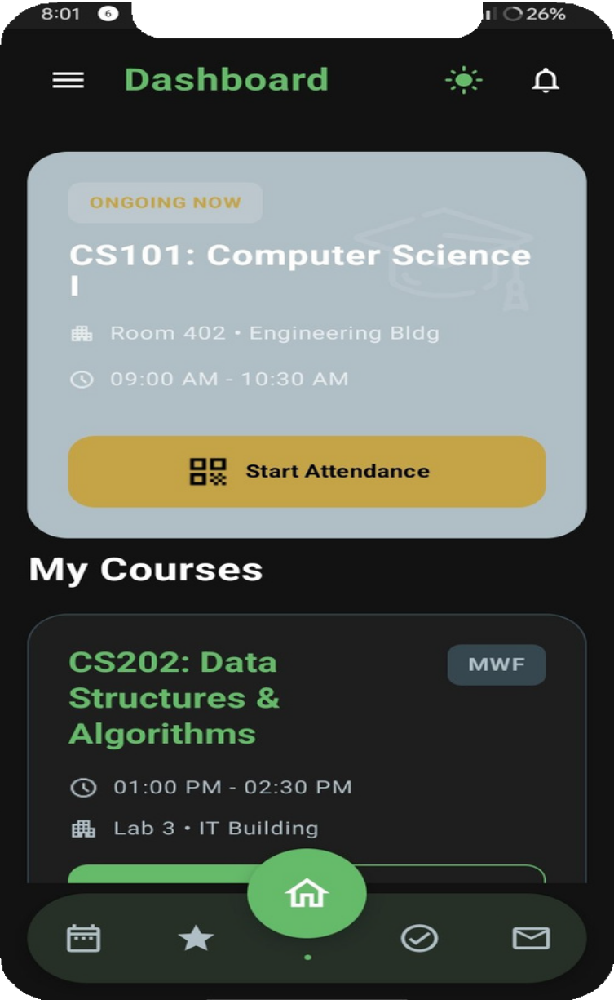 8:01 6 26%
Dashboard
ONGOING NOW
CS101: Computer Science
I
Room 402 • Engineering Bldg
09:00 AM - 10:30 AM
Start Attendance
My Courses
CS202: Data
Structures &
Algorithms
MWF
01:00 PM - 02:30 PM
Lab 3 • IT Building